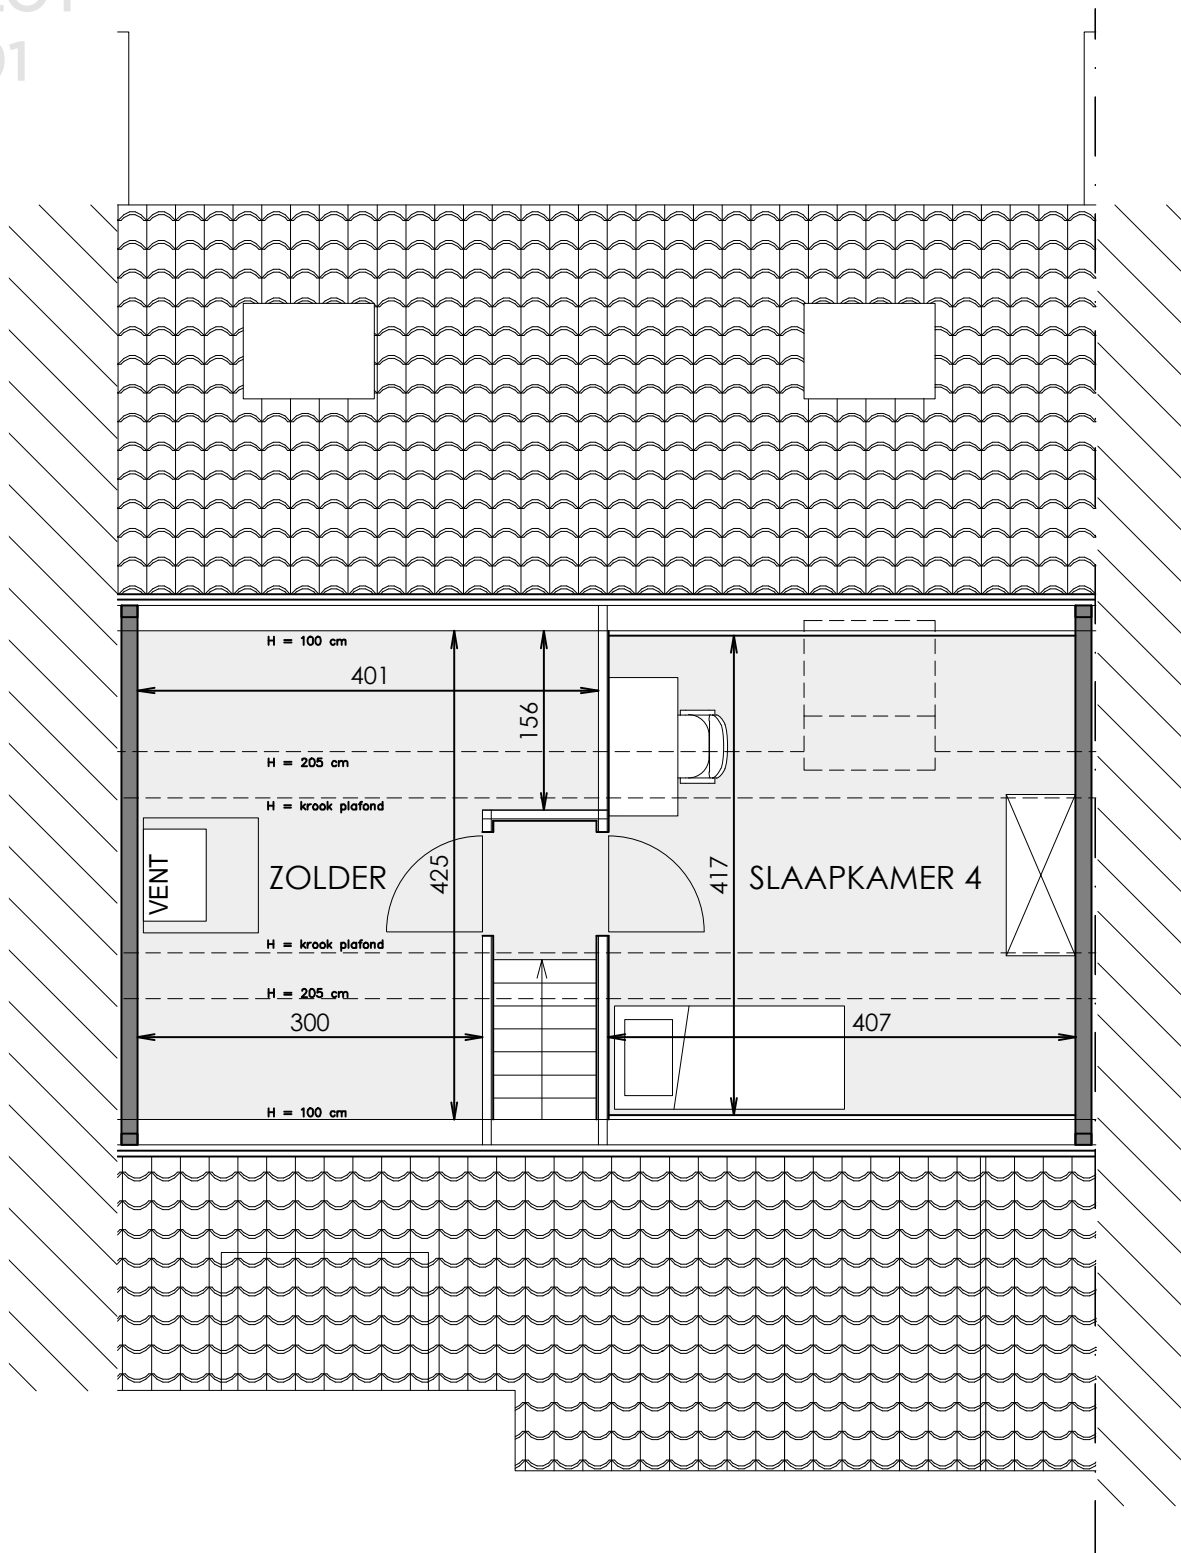 01
H = 100 cm
401
156
H = 205 cm
H = krook plafond
VENT
ZOLDER
425
417
SLAAPKAMER 4
H = krook plafond
H = 205 cm
300
407
H = 100 cm